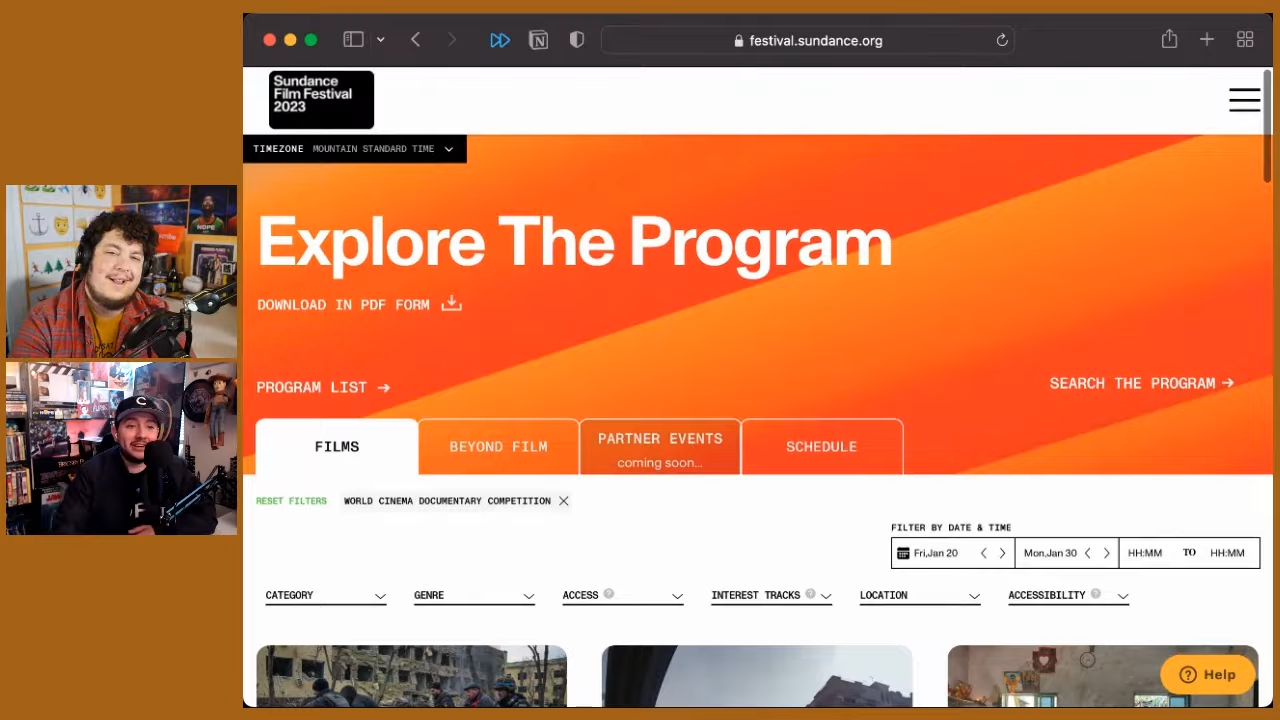 festival.sundance.org
Sundance
Film Festival
2023
TIMEZONE MOUNTAIN STANDARD TIME
Explore The Program
DOWNLOAD IN PDF FORM
PROGRAM LIST →
SEARCH THE PROGRAM →
FILMS
BEYOND FILM
PARTNER EVENTS
coming soon...
SCHEDULE
RESET FILTERS
WORLD CINEMA DOCUMENTARY COMPETITION
FILTER BY DATE & TIME
Fri,Jan 20
Mon,Jan 30
HH:MM TO HH:MM
CATEGORY
GENRE
ACCESS ?
INTEREST TRACKS ?
LOCATION
ACCESSIBILITY ?
? Help
NOPE
C